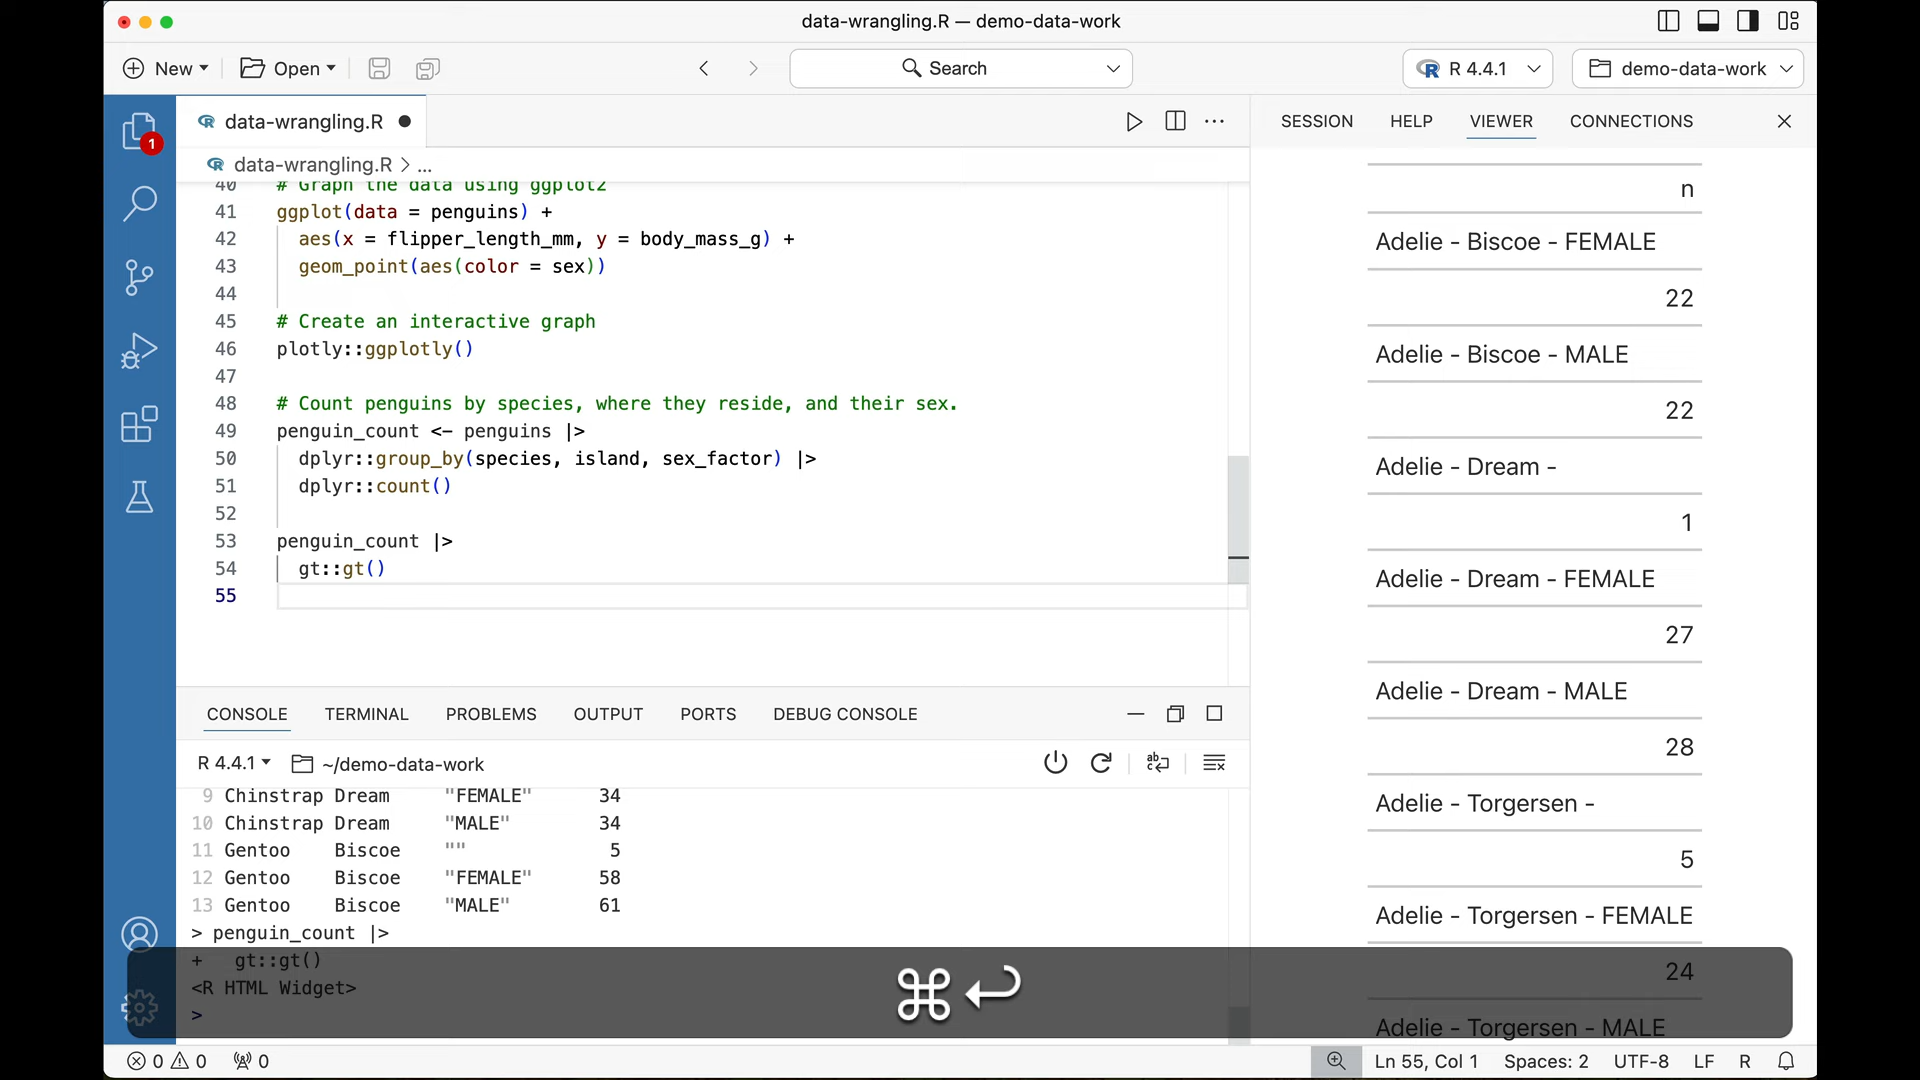 data-wrangling.R — demo-data-work
New
Open
Search
R 4.4.1
demo-data-work
1
data-wrangling.R
data-wrangling.R > ...
40 # Graph the data using ggplot2
41 ggplot(data = penguins) +
42 aes(x = flipper_length_mm, y = body_mass_g) +
43 geom_point(aes(color = sex))
44
45 # Create an interactive graph
46 plotly::ggplotly()
47
48 # Count penguins by species, where they reside, and their sex.
49 penguin_count <- penguins |>
50 dplyr::group_by(species, island, sex_factor) |>
51 dplyr::count()
52
53 penguin_count |>
54 gt::gt()
55
CONSOLE TERMINAL PROBLEMS OUTPUT PORTS DEBUG CONSOLE
R 4.4.1 ~/demo-data-work
9 Chinstrap Dream "FEMALE" 34
10 Chinstrap Dream "MALE" 34
11 Gentoo Biscoe "" 5
12 Gentoo Biscoe "FEMALE" 58
13 Gentoo Biscoe "MALE" 61
> penguin_count |>
+ gt::gt()
<R HTML Widget>
>
⌘ ↩
SESSION HELP VIEWER CONNECTIONS
n
Adelie - Biscoe - FEMALE
22
Adelie - Biscoe - MALE
22
Adelie - Dream -
1
Adelie - Dream - FEMALE
27
Adelie - Dream - MALE
28
Adelie - Torgersen -
5
Adelie - Torgersen - FEMALE
24
Adelie - Torgersen - MALE
0 0 0
Ln 55, Col 1 Spaces: 2 UTF-8 LF R